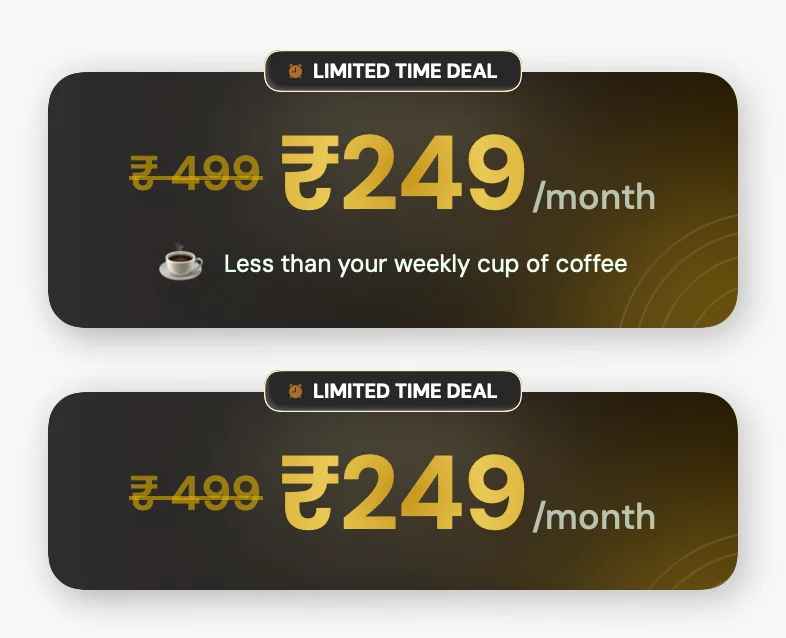 LIMITED TIME DEAL
₹ 499 ₹249/month
Less than your weekly cup of coffee
LIMITED TIME DEAL
₹ 499 ₹249/month